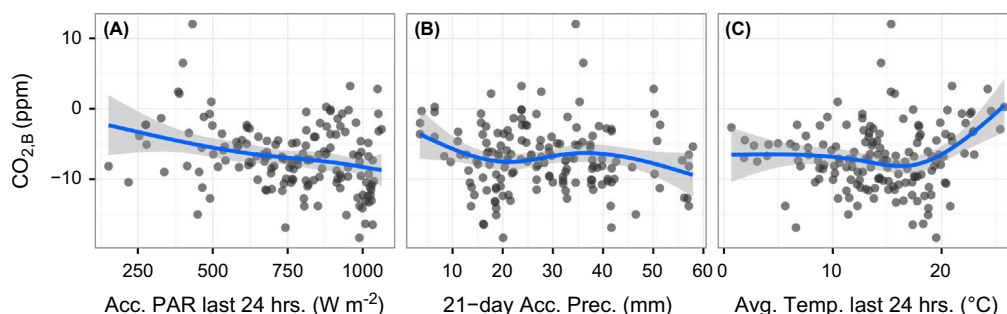 (A) (B) (C)
10
0
−10
CO2,B (ppm)
250 500 750 1000 10 20 30 40 50 60 0 10 20
Acc. PAR last 24 hrs. (W m-2) 21−day Acc. Prec. (mm) Avg. Temp. last 24 hrs. (°C)